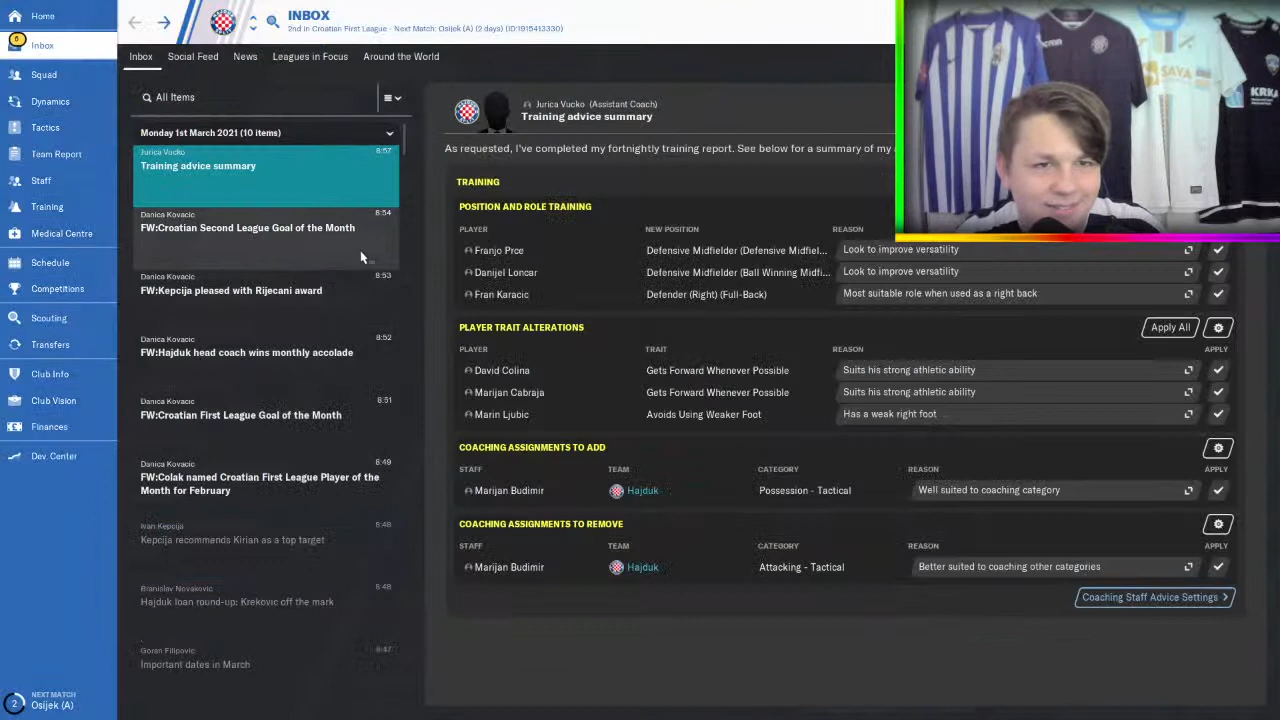 Home
INBOX
2nd in Croatian First League - Next Match: Osijek (A) (2 days) (ID:1915413330)
6
Inbox
Squad
Dynamics
Tactics
Team Report
Staff
Training
Medical Centre
Schedule
Competitions
Scouting
Transfers
Club Info
Club Vision
Finances
Dev. Center
2
NEXT MATCH
Osijek (A)
Inbox
Social Feed
News
Leagues in Focus
Around the World
All Items
Monday 1st March 2021 (10 items)
Jurica Vucko 8:57
Training advice summary
Danica Kovacic 8:54
FW:Croatian Second League Goal of the Month
Danica Kovacic 8:53
FW:Kepcija pleased with Rijecani award
Danica Kovacic 8:52
FW:Hajduk head coach wins monthly accolade
Danica Kovacic 8:51
FW:Croatian First League Goal of the Month
Danica Kovacic 8:49
FW:Colak named Croatian First League Player of the
Month for February
Ivan Kepcija 8:48
Kepcija recommends Kirian as a top target
Branislav Novakovic 8:48
Hajduk loan round-up: Krekovic off the mark
Goran Filipovic 8:47
Important dates in March
Jurica Vucko (Assistant Coach)
Training advice summary
As requested, I've completed my fortnightly training report. See below for a summary of my
TRAINING
POSITION AND ROLE TRAINING
PLAYER NEW POSITION REASON
Franjo Prce Defensive Midfielder (Defensive Midfiel... Look to improve versatility
Danijel Loncar Defensive Midfielder (Ball Winning Midfi... Look to improve versatility
Fran Karacic Defender (Right) (Full-Back) Most suitable role when used as a right back
PLAYER TRAIT ALTERATIONS Apply All
PLAYER TRAIT REASON APPLY
David Colina Gets Forward Whenever Possible Suits his strong athletic ability
Marijan Cabraja Gets Forward Whenever Possible Suits his strong athletic ability
Marin Ljubic Avoids Using Weaker Foot Has a weak right foot
COACHING ASSIGNMENTS TO ADD
STAFF TEAM CATEGORY REASON APPLY
Marijan Budimir Hajduk Possession - Tactical Well suited to coaching category
COACHING ASSIGNMENTS TO REMOVE
STAFF TEAM CATEGORY REASON APPLY
Marijan Budimir Hajduk Attacking - Tactical Better suited to coaching other categories
Coaching Staff Advice Settings
SAVA
KRKA